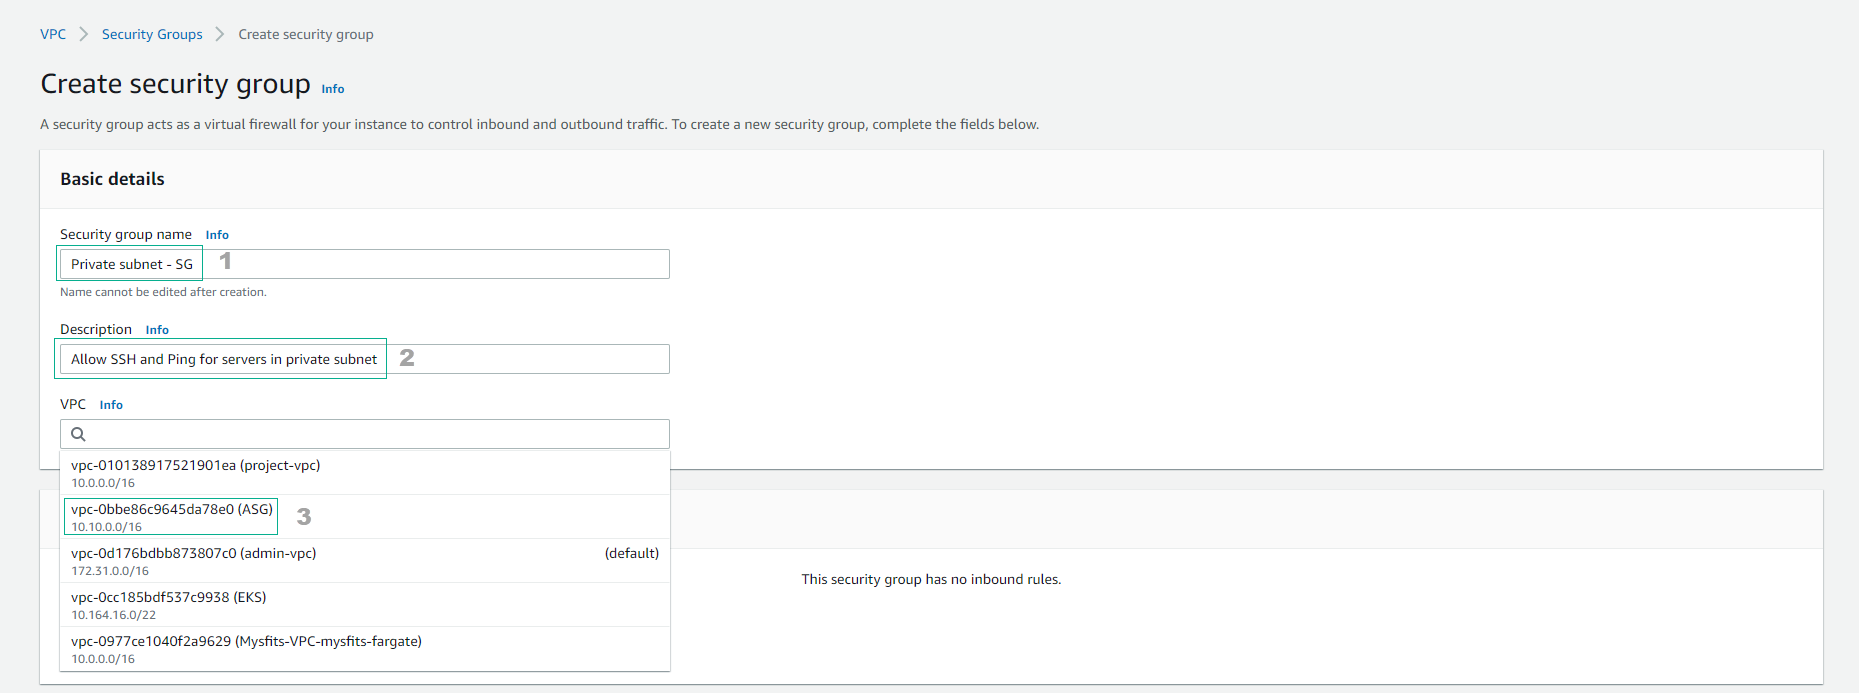 VPC > Security Groups > Create security group
Create security group Info
A security group acts as a virtual firewall for your instance to control inbound and outbound traffic. To create a new security group, complete the fields below.
Basic details
Security group name Info
Private subnet - SG 1
Name cannot be edited after creation.
Description Info
Allow SSH and Ping for servers in private subnet 2
VPC Info
vpc-010138917521901ea (project-vpc)
10.0.0.0/16
vpc-0bbe86c9645da78e0 (ASG) 3
10.10.0.0/16
vpc-0d176bdbb873807c0 (admin-vpc) (default)
172.31.0.0/16
This security group has no inbound rules.
vpc-0cc185bdf537c9938 (EKS)
10.164.16.0/22
vpc-0977ce1040f2a9629 (Mysfits-VPC-mysfits-fargate)
10.0.0.0/16